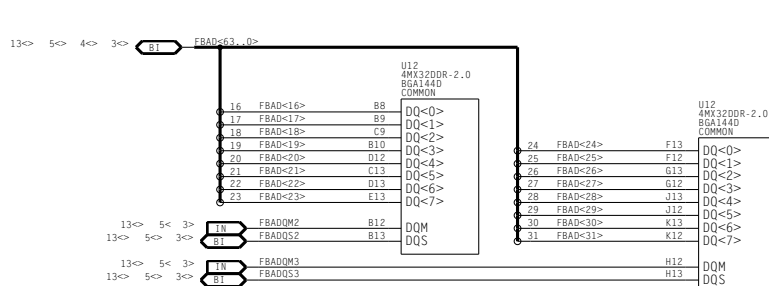 13<> 5<> 4<> 3<> BI FBAD<63..0>
U12
4MX32DDR-2.0
BGA144D
COMMON
16 FBAD<16> B8 DQ<0>
17 FBAD<17> B9 DQ<1>
18 FBAD<18> C9 DQ<2>
19 FBAD<19> B10 DQ<3>
20 FBAD<20> D12 DQ<4>
21 FBAD<21> C13 DQ<5>
22 FBAD<22> D13 DQ<6>
23 FBAD<23> E13 DQ<7>
13<> 5< 3> IN FBADQM2 B12 DQM
13<> 5<> 3<> BI FBADQS2 B13 DQS
U12
4MX32DDR-2.0
BGA144D
COMMON
24 FBAD<24> F13 DQ<0>
25 FBAD<25> F12 DQ<1>
26 FBAD<26> G13 DQ<2>
27 FBAD<27> G12 DQ<3>
28 FBAD<28> J13 DQ<4>
29 FBAD<29> J12 DQ<5>
30 FBAD<30> K13 DQ<6>
31 FBAD<31> K12 DQ<7>
13<> 5< 3> IN FBADQM3 H12 DQM
13<> 5<> 3<> BI FBADQS3 H13 DQS